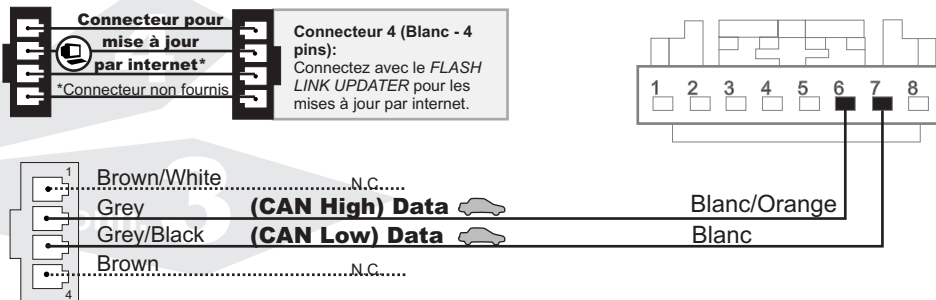 Connecteur pour
mise à jour
par internet*
*Connecteur non fournis
Connecteur 4 (Blanc - 4
pins):
Connectez avec le FLASH
LINK UPDATER pour les
mises à jour par internet.
1 2 3 4 5 6 7 8
1
Brown/White N.C.
Grey (CAN High) Data Blanc/Orange
Grey/Black (CAN Low) Data Blanc
Brown N.C.
4
4
3